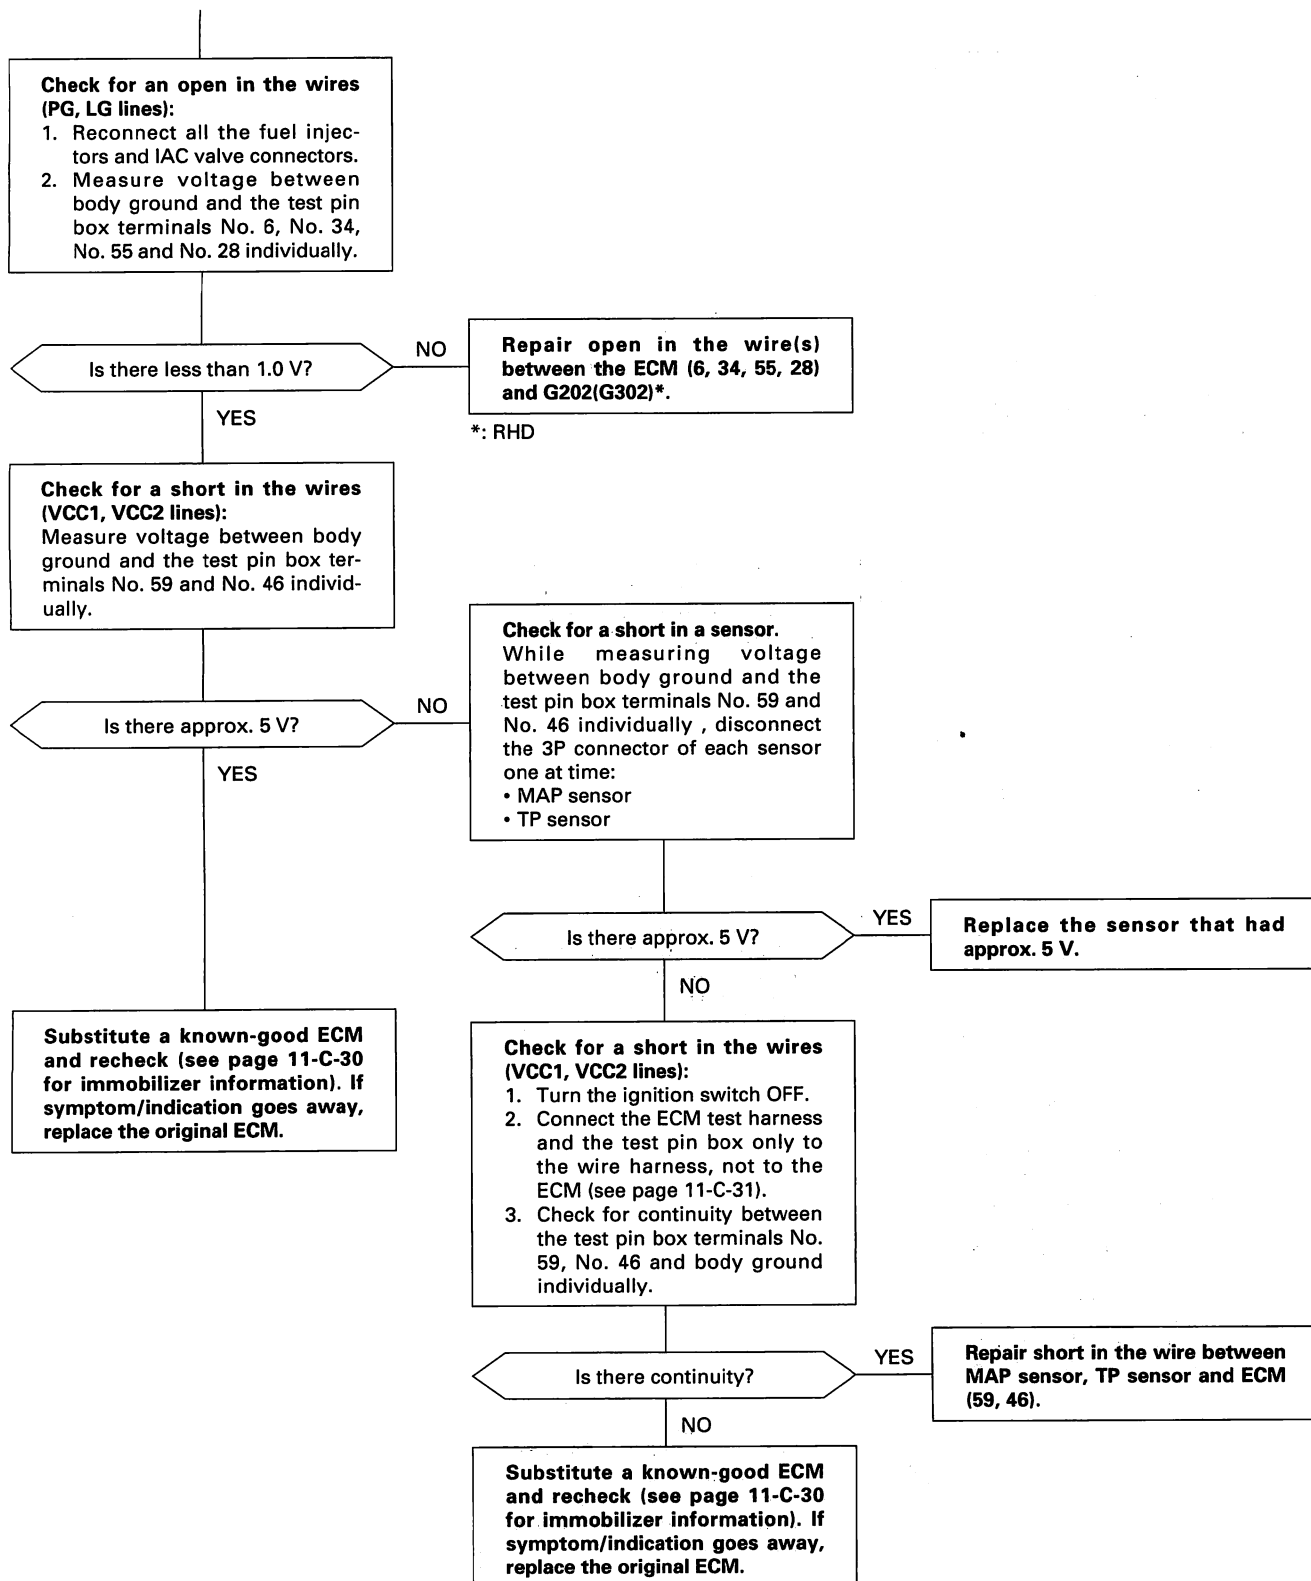 Check for an open in the wires
(PG, LG lines):
1. Reconnect all the fuel injec-
tors and IAC valve connectors.
2. Measure voltage between
body ground and the test pin
box terminals No. 6, No. 34,
No. 55 and No. 28 individually.
Is there less than 1.0 V?
NO
Repair open in the wire(s)
between the ECM (6, 34, 55, 28)
and G202(G302)*.
*: RHD
YES
Check for a short in the wires
(VCC1, VCC2 lines):
Measure voltage between body
ground and the test pin box ter-
minals No. 59 and No. 46 individ-
ually.
Is there approx. 5 V?
NO
Check for a short in a sensor.
While measuring voltage
between body ground and the
test pin box terminals No. 59 and
No. 46 individually , disconnect
the 3P connector of each sensor
one at time:
• MAP sensor
• TP sensor
YES
Is there approx. 5 V?
YES
Replace the sensor that had
approx. 5 V.
NO
Substitute a known-good ECM
and recheck (see page 11-C-30
for immobilizer information). If
symptom/indication goes away,
replace the original ECM.
Check for a short in the wires
(VCC1, VCC2 lines):
1. Turn the ignition switch OFF.
2. Connect the ECM test harness
and the test pin box only to
the wire harness, not to the
ECM (see page 11-C-31).
3. Check for continuity between
the test pin box terminals No.
59, No. 46 and body ground
individually.
Is there continuity?
YES
Repair short in the wire between
MAP sensor, TP sensor and ECM
(59, 46).
NO
Substitute a known-good ECM
and recheck (see page 11-C-30
for immobilizer information). If
symptom/indication goes away,
replace the original ECM.